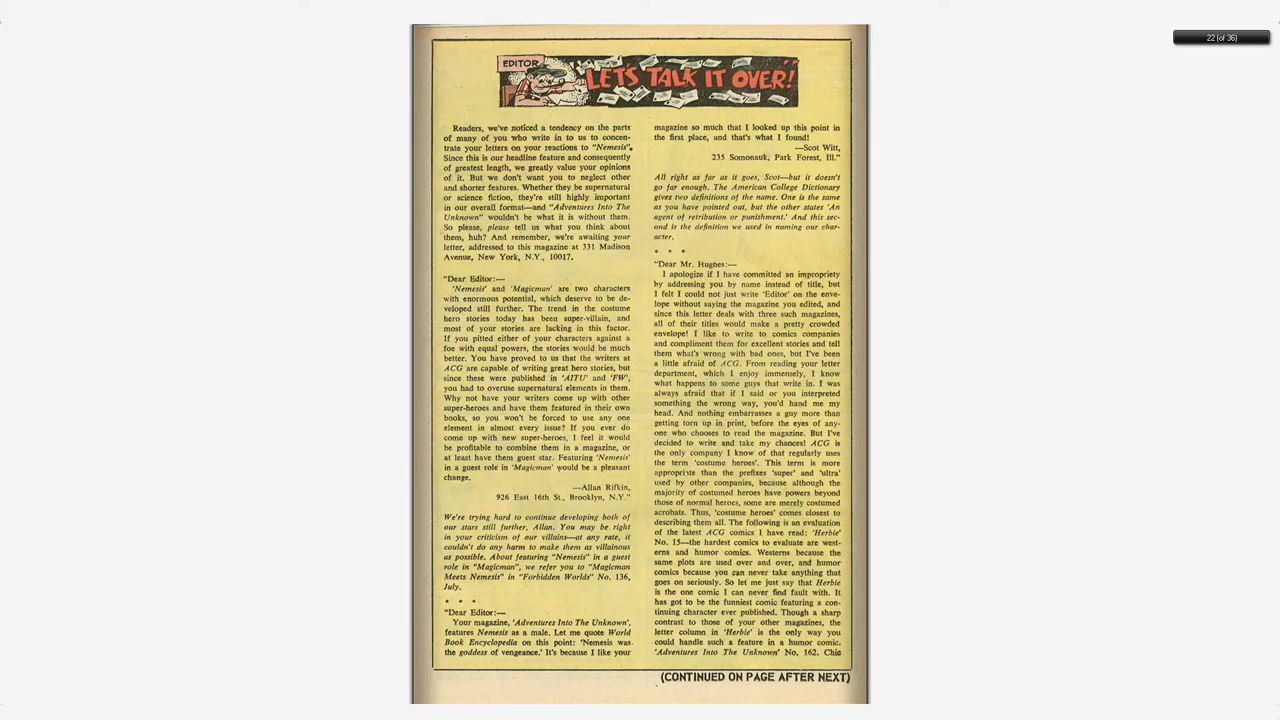 22 (of 36)
EDITOR
LET'S TALK IT OVER!
Readers, we've noticed a tendency on the parts
of many of you who write in to us to concen-
trate your letters on your reactions to "Nemesis".
Since this is our headline feature and consequently
of greatest length, we greatly value your opinions
of it. But we don't want you to neglect other
and shorter features. Whether they be supernatural
or science fiction, they're still highly important
in our overall format—and "Adventures Into The
Unknown" wouldn't be what it is without them.
So please, please tell us what you think about
them, huh? And remember, we're awaiting your
letter, addressed to this magazine at 331 Madison
Avenue, New York, N.Y., 10017.
"Dear Editor:—
'Nemesis' and 'Magicman' are two characters
with enormous potential, which deserve to be de-
veloped still further. The trend in the costume
hero stories today has been super-villain, and
most of your stories are lacking in this factor.
If you pitted either of your characters against a
foe with equal powers, the stories would be much
better. You have proved to us that the writers at
ACG are capable of writing great hero stories, but
since these were published in 'AITU' and 'FW',
you had to overuse supernatural elements in them.
Why not have your writers come up with other
super-heroes and have them featured in their own
books, so you won't be forced to use any one
element in almost every issue? If you ever do
come up with new super-heroes, I feel it would
be profitable to combine them in a magazine, or
at least have them guest star. Featuring 'Nemesis'
in a guest role in 'Magicman' would be a pleasant
change.
—Allan Rifkin,
926 East 16th St., Brooklyn, N.Y."
We're trying hard to continue developing both of
our stars still further, Allan. You may be right
in your criticism of our villains—at any rate, it
couldn't do any harm to make them as villainous
as possible. About featuring "Nemesis" in a guest
role in "Magicman", we refer you to "Magicman
Meets Nemesis" in "Forbidden Worlds" No. 136,
July.
* * *
"Dear Editor:—
Your magazine, 'Adventures Into The Unknown',
features Nemesis as a male. Let me quote World
Book Encyclopedia on this point: 'Nemesis was
the goddess of vengeance.' It's because I like your
magazine so much that I looked up this point in
the first place, and that's what I found!
—Scot Witt,
235 Somonauk, Park Forest, Ill."
All right as far as it goes, Scot—but it doesn't
go far enough. The American College Dictionary
gives two definitions of the name. One is the same
as you have pointed out, but the other states 'An
agent of retribution or punishment.' And this sec-
ond is the definition we used in naming our char-
acter.
* * *
"Dear Mr. Hughes:—
I apologize if I have committed an impropriety
by addressing you by name instead of title, but
I felt I could not just write 'Editor' on the enve-
lope without saying the magazine you edited, and
since this letter deals with three such magazines,
all of their titles would make a pretty crowded
envelope! I like to write to comics companies
and compliment them for excellent stories and tell
them what's wrong with bad ones, but I've been
a little afraid of ACG. From reading your letter
department, which I enjoy immensely, I know
what happens to some guys that write in. I was
always afraid that if I said or you interpreted
something the wrong way, you'd hand me my
head. And nothing embarrasses a guy more than
getting torn up in print, before the eyes of any-
one who chooses to read the magazine. But I've
decided to write and take my chances! ACG is
the only company I know of that regularly uses
the term 'costume heroes'. This term is more
appropriate than the prefixes 'super' and 'ultra'
used by other companies, because although the
majority of costumed heroes have powers beyond
those of normal heroes, some are merely costumed
acrobats. Thus, 'costume heroes' comes closest to
describing them all. The following is an evaluation
of the latest ACG comics I have read: 'Herbie'
No. 15—the hardest comics to evaluate are west-
erns and humor comics. Westerns because the
same plots are used over and over, and humor
comics because you can never take anything that
goes on seriously. So let me just say that Herbie
is the one comic I can never find fault with. It
has got to be the funniest comic featuring a con-
tinuing character ever published. Though a sharp
contrast to those of your other magazines, the
letter column in 'Herbie' is the only way you
could handle such a feature in a humor comic.
'Adventures Into The Unknown' No. 162. Chic
(CONTINUED ON PAGE AFTER NEXT)